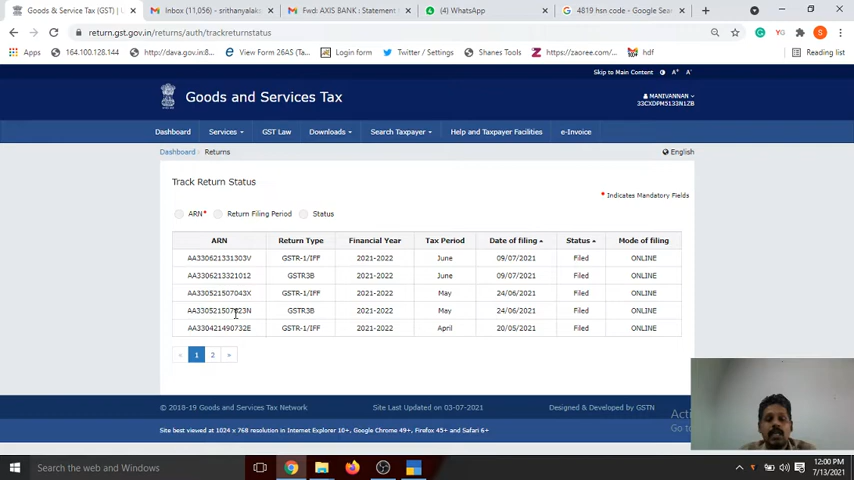 Goods & Services Tax (GST) | U
Inbox (11,056) - srithanyalaks
Fwd: AXIS BANK : Statement
(4) WhatsApp
4819 hsn code - Google Sea
return.gst.gov.in/returns/auth/trackreturnstatus
Apps
164.100.128.144
http://dava.gov.in:8
View Form 26AS (Tax
Login form
Twitter / Settings
Shanes Tools
https://zaoree.com/
hdf
Reading list
Skip to Main Content A+ A-
Goods and Services Tax
MANIVANNAN
33CXDPM5133N1ZB
Dashboard Services GST Law Downloads Search Taxpayer Help and Taxpayer Facilities e-Invoice
Dashboard Returns English
Track Return Status
* Indicates Mandatory Fields
ARN* Return Filing Period Status
ARN Return Type Financial Year Tax Period Date of filing Status Mode of filing
AA330621331303V GSTR-1/IFF 2021-2022 June 09/07/2021 Filed ONLINE
AA3306213321012 GSTR3B 2021-2022 June 09/07/2021 Filed ONLINE
AA330521507043X GSTR-1/IFF 2021-2022 May 24/06/2021 Filed ONLINE
GSTR3B 2021-2022 May 24/06/2021 Filed ONLINE
AA330421490732E GSTR-1/IFF 2021-2022 April 20/05/2021 Filed ONLINE
« 1 2 »
© 2018-19 Goods and Services Tax Network Site Last Updated on 03-07-2021 Designed & Developed by GSTN
Site best viewed at 1024 x 768 resolution in Internet Explorer 10+, Google Chrome 49+, Firefox 45+ and Safari 6+
Acti
Go to
Search the web and Windows
12:00 PM
7/13/2021